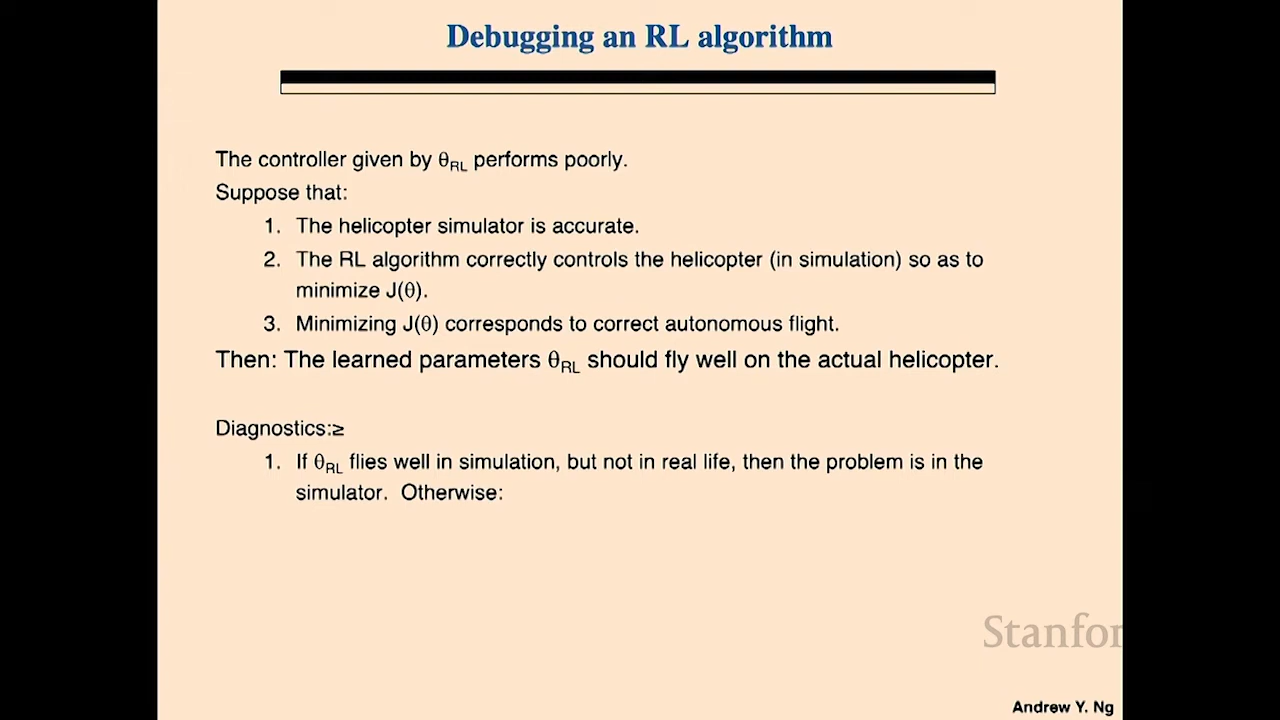 Debugging an RL algorithm
The controller given by θRL performs poorly.
Suppose that:
1. The helicopter simulator is accurate.
2. The RL algorithm correctly controls the helicopter (in simulation) so as to
minimize J(θ).
3. Minimizing J(θ) corresponds to correct autonomous flight.
Then: The learned parameters θRL should fly well on the actual helicopter.
Diagnostics:≥
1. If θRL flies well in simulation, but not in real life, then the problem is in the
simulator. Otherwise:
Stanfor
Andrew Y. Ng